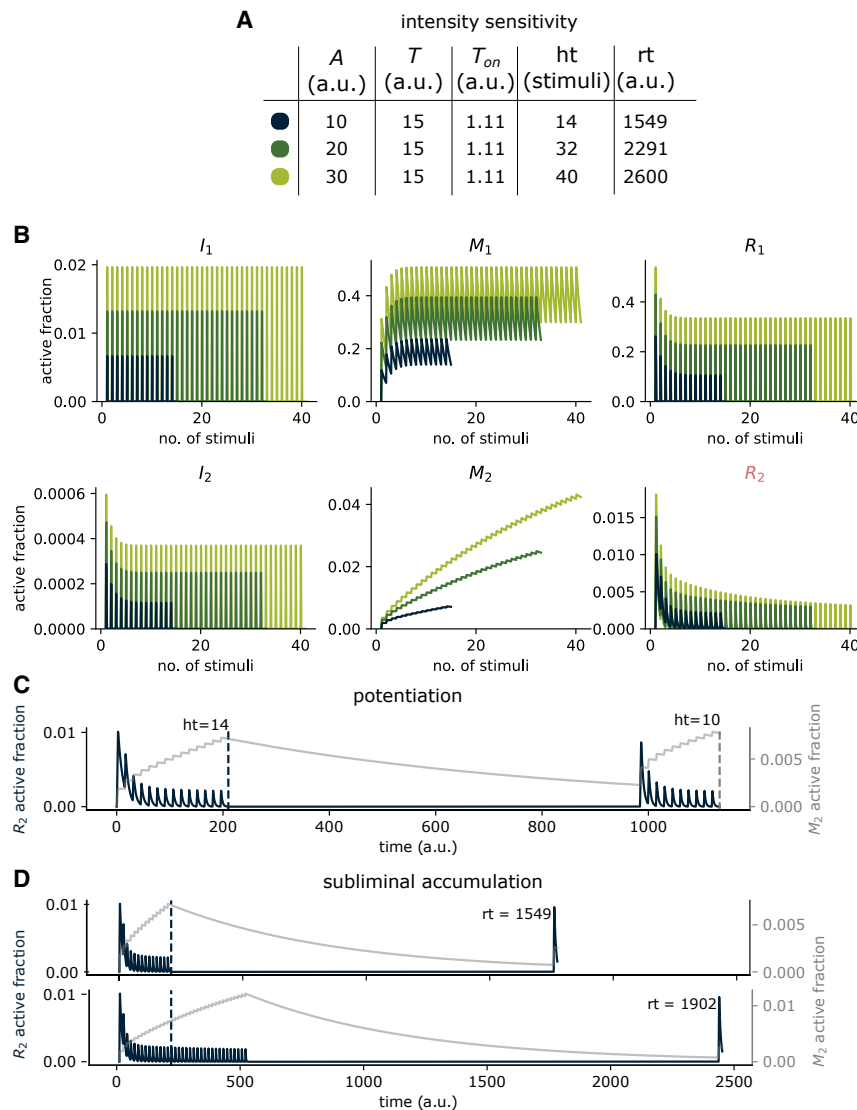 A
intensity sensitivity
A T T_on ht rt
(a.u.) (a.u.) (a.u.) (stimuli) (a.u.)
10 15 1.11 14 1549
20 15 1.11 32 2291
30 15 1.11 40 2600
B
I_1 M_1 R_1
active fraction
0.02
0.01
0.00
0 20 40
no. of stimuli
0.4
0.2
0.0
0 20 40
no. of stimuli
0.4
0.2
0.0
0 20 40
no. of stimuli
I_2 M_2 R_2
active fraction
0.0006
0.0004
0.0002
0.0000
0 20 40
no. of stimuli
0.04
0.02
0.00
0 20 40
no. of stimuli
0.015
0.010
0.005
0.000
0 20 40
no. of stimuli
C
potentiation
R_2 active fraction
0.01
0.00
ht=14
ht=10
0.005
0.000
M_2 active fraction
0 200 400 600 800 1000
time (a.u.)
D
subliminal accumulation
R_2 active fraction
0.01
0.00
rt = 1549
0.005
0.000
M_2 active fraction
0.01
0.00
rt = 1902
0.01
0.00
0 500 1000 1500 2000 2500
time (a.u.)